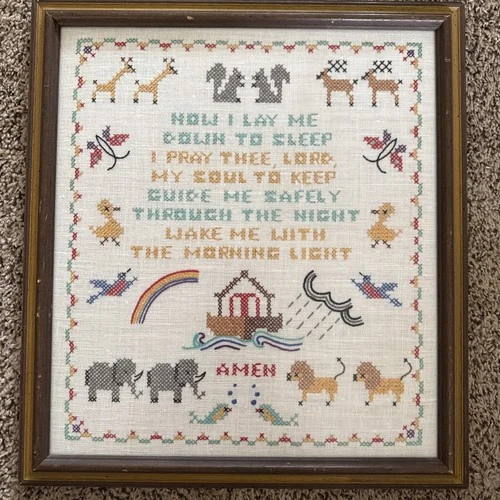 NOW I LAY ME
DOWN TO SLEEP
I PRAY THEE, LORD,
MY SOUL TO KEEP
GUIDE ME SAFELY
THROUGH THE NIGHT
WAKE ME WITH
THE MORNING LIGHT
AMEN